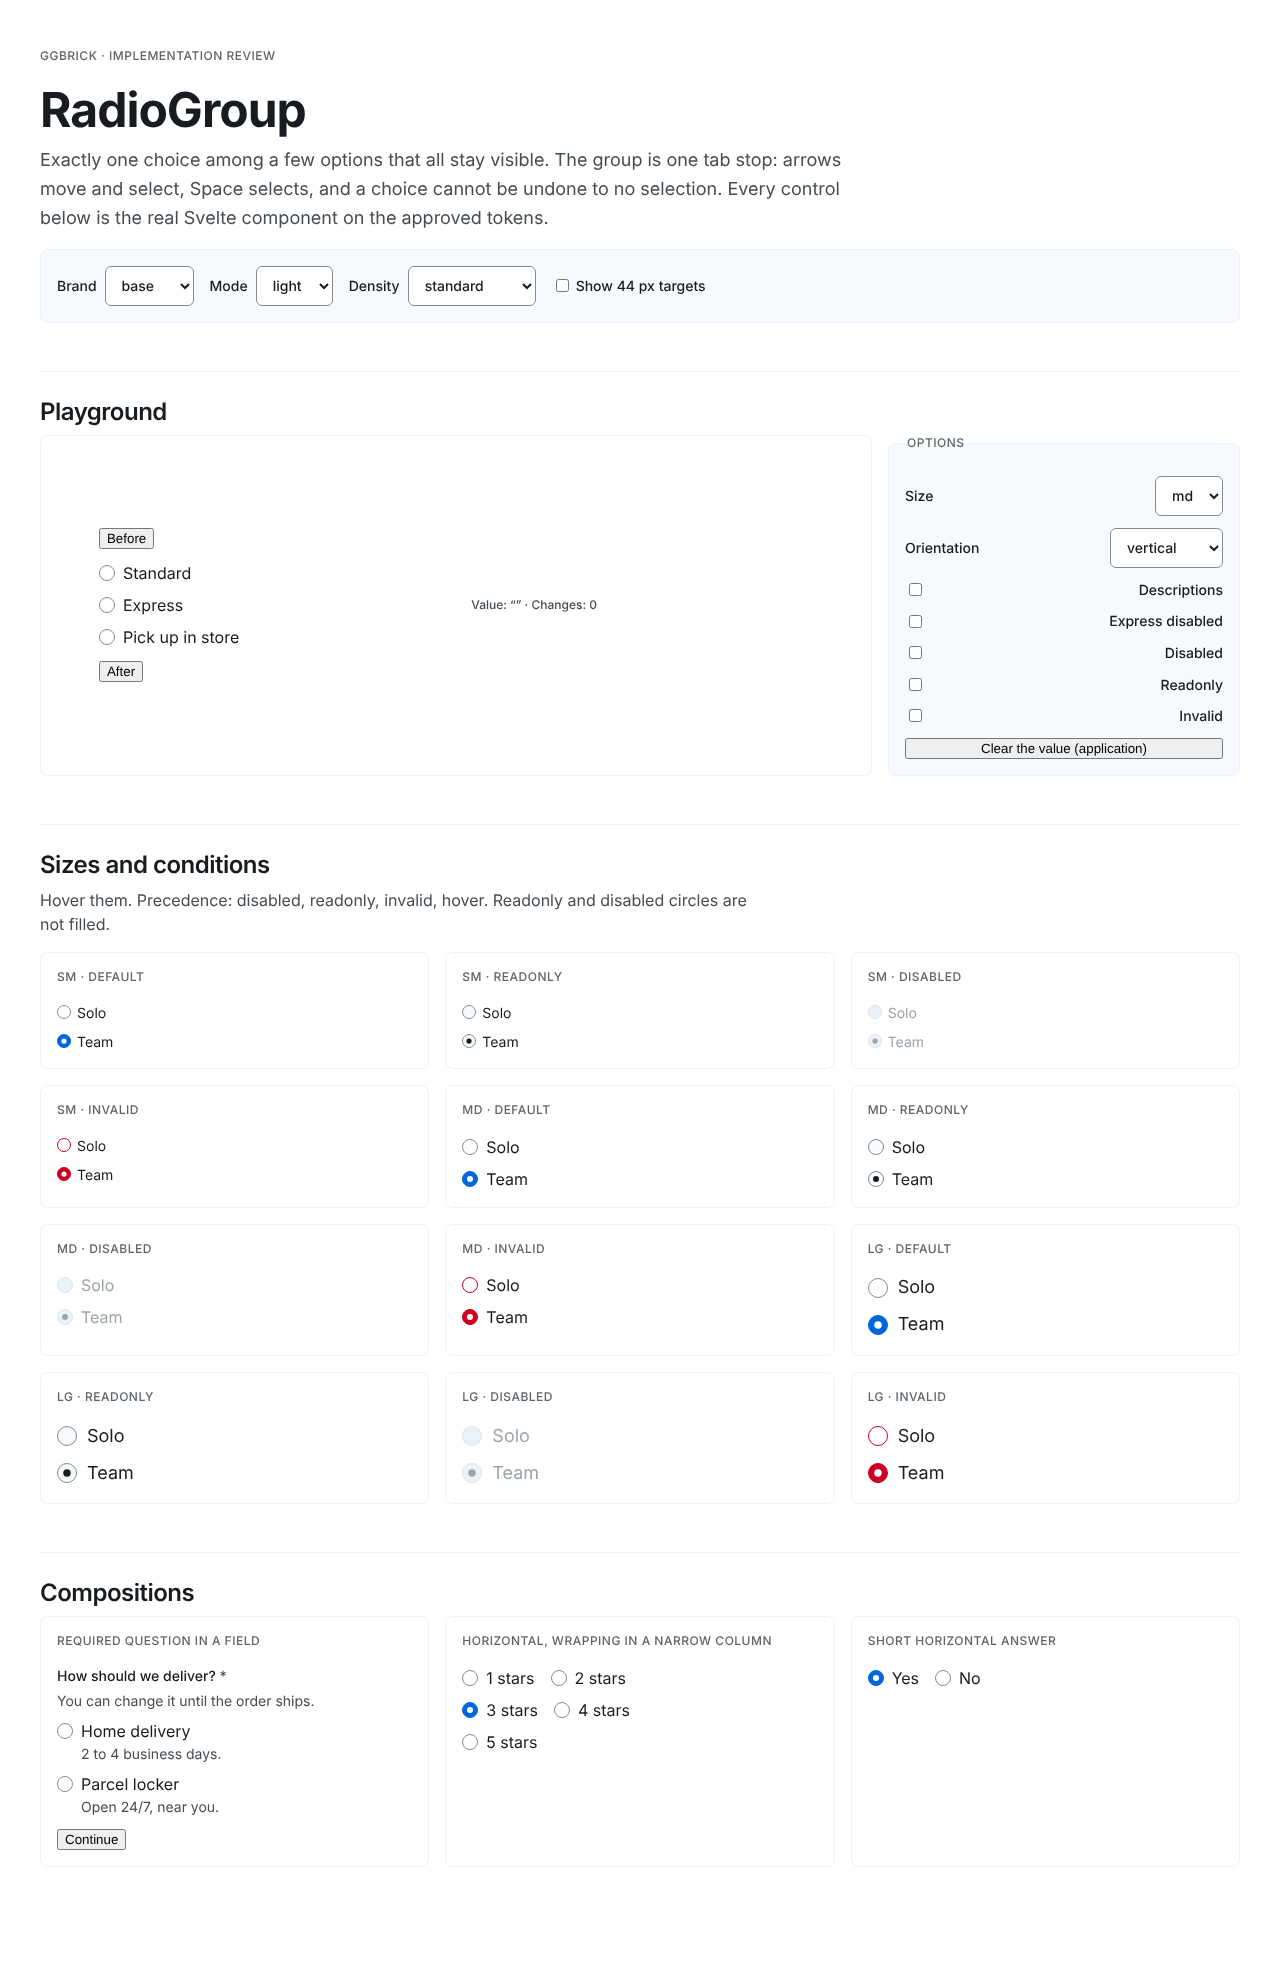 GGBRICK · IMPLEMENTATION REVIEW
RadioGroup
Exactly one choice among a few options that all stay visible. The group is one tab stop: arrows
move and select, Space selects, and a choice cannot be undone to no selection. Every control
below is the real Svelte component on the approved tokens.
Brand base Mode light Density standard Show 44 px targets
Playground
Before
Standard
Express
Pick up in store
After
Value: “” · Changes: 0
OPTIONS
Size md
Orientation vertical
Descriptions
Express disabled
Disabled
Readonly
Invalid
Clear the value (application)
Sizes and conditions
Hover them. Precedence: disabled, readonly, invalid, hover. Readonly and disabled circles are
not filled.
SM · DEFAULT
Solo
Team
SM · READONLY
Solo
Team
SM · DISABLED
Solo
Team
SM · INVALID
Solo
Team
MD · DEFAULT
Solo
Team
MD · READONLY
Solo
Team
MD · DISABLED
Solo
Team
MD · INVALID
Solo
Team
LG · DEFAULT
Solo
Team
LG · READONLY
Solo
Team
LG · DISABLED
Solo
Team
LG · INVALID
Solo
Team
Compositions
REQUIRED QUESTION IN A FIELD
How should we deliver? *
You can change it until the order ships.
Home delivery
2 to 4 business days.
Parcel locker
Open 24/7, near you.
Continue
HORIZONTAL, WRAPPING IN A NARROW COLUMN
1 stars 2 stars
3 stars 4 stars
5 stars
SHORT HORIZONTAL ANSWER
Yes No